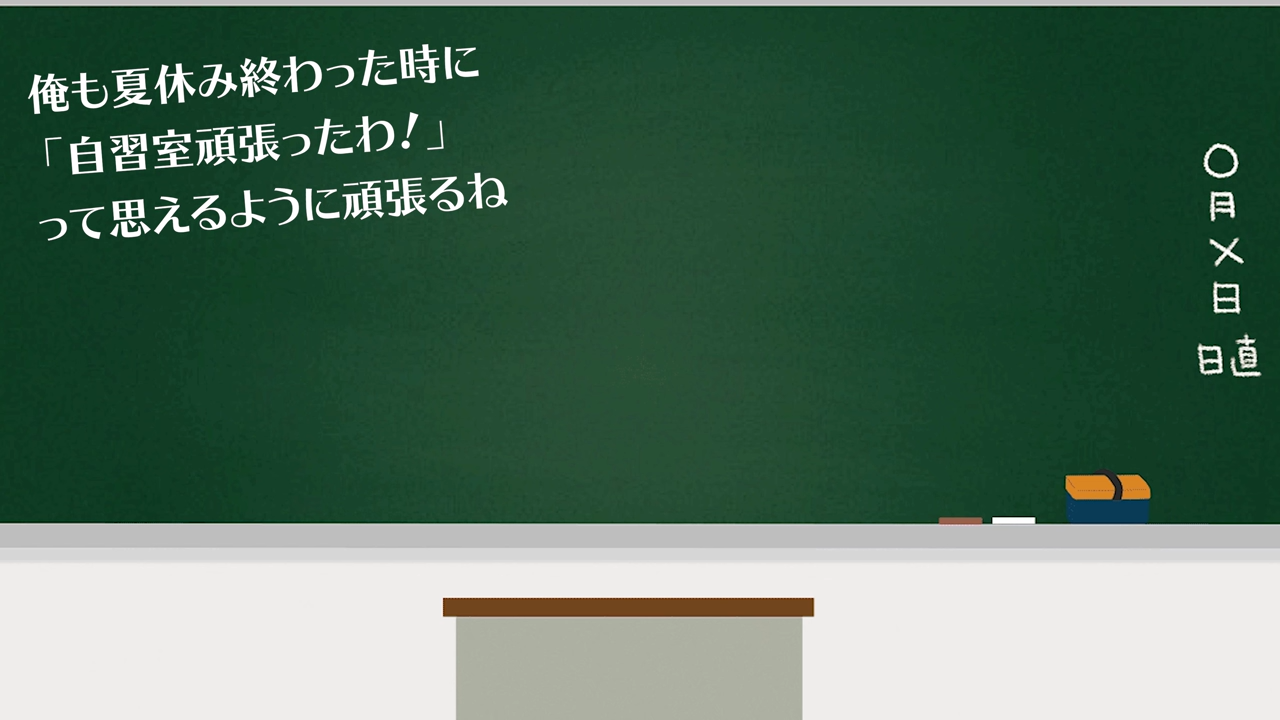 俺も夏休み終わった時に
「自習室頑張ったわ!」
って思えるように頑張るね
〇月×日
日直